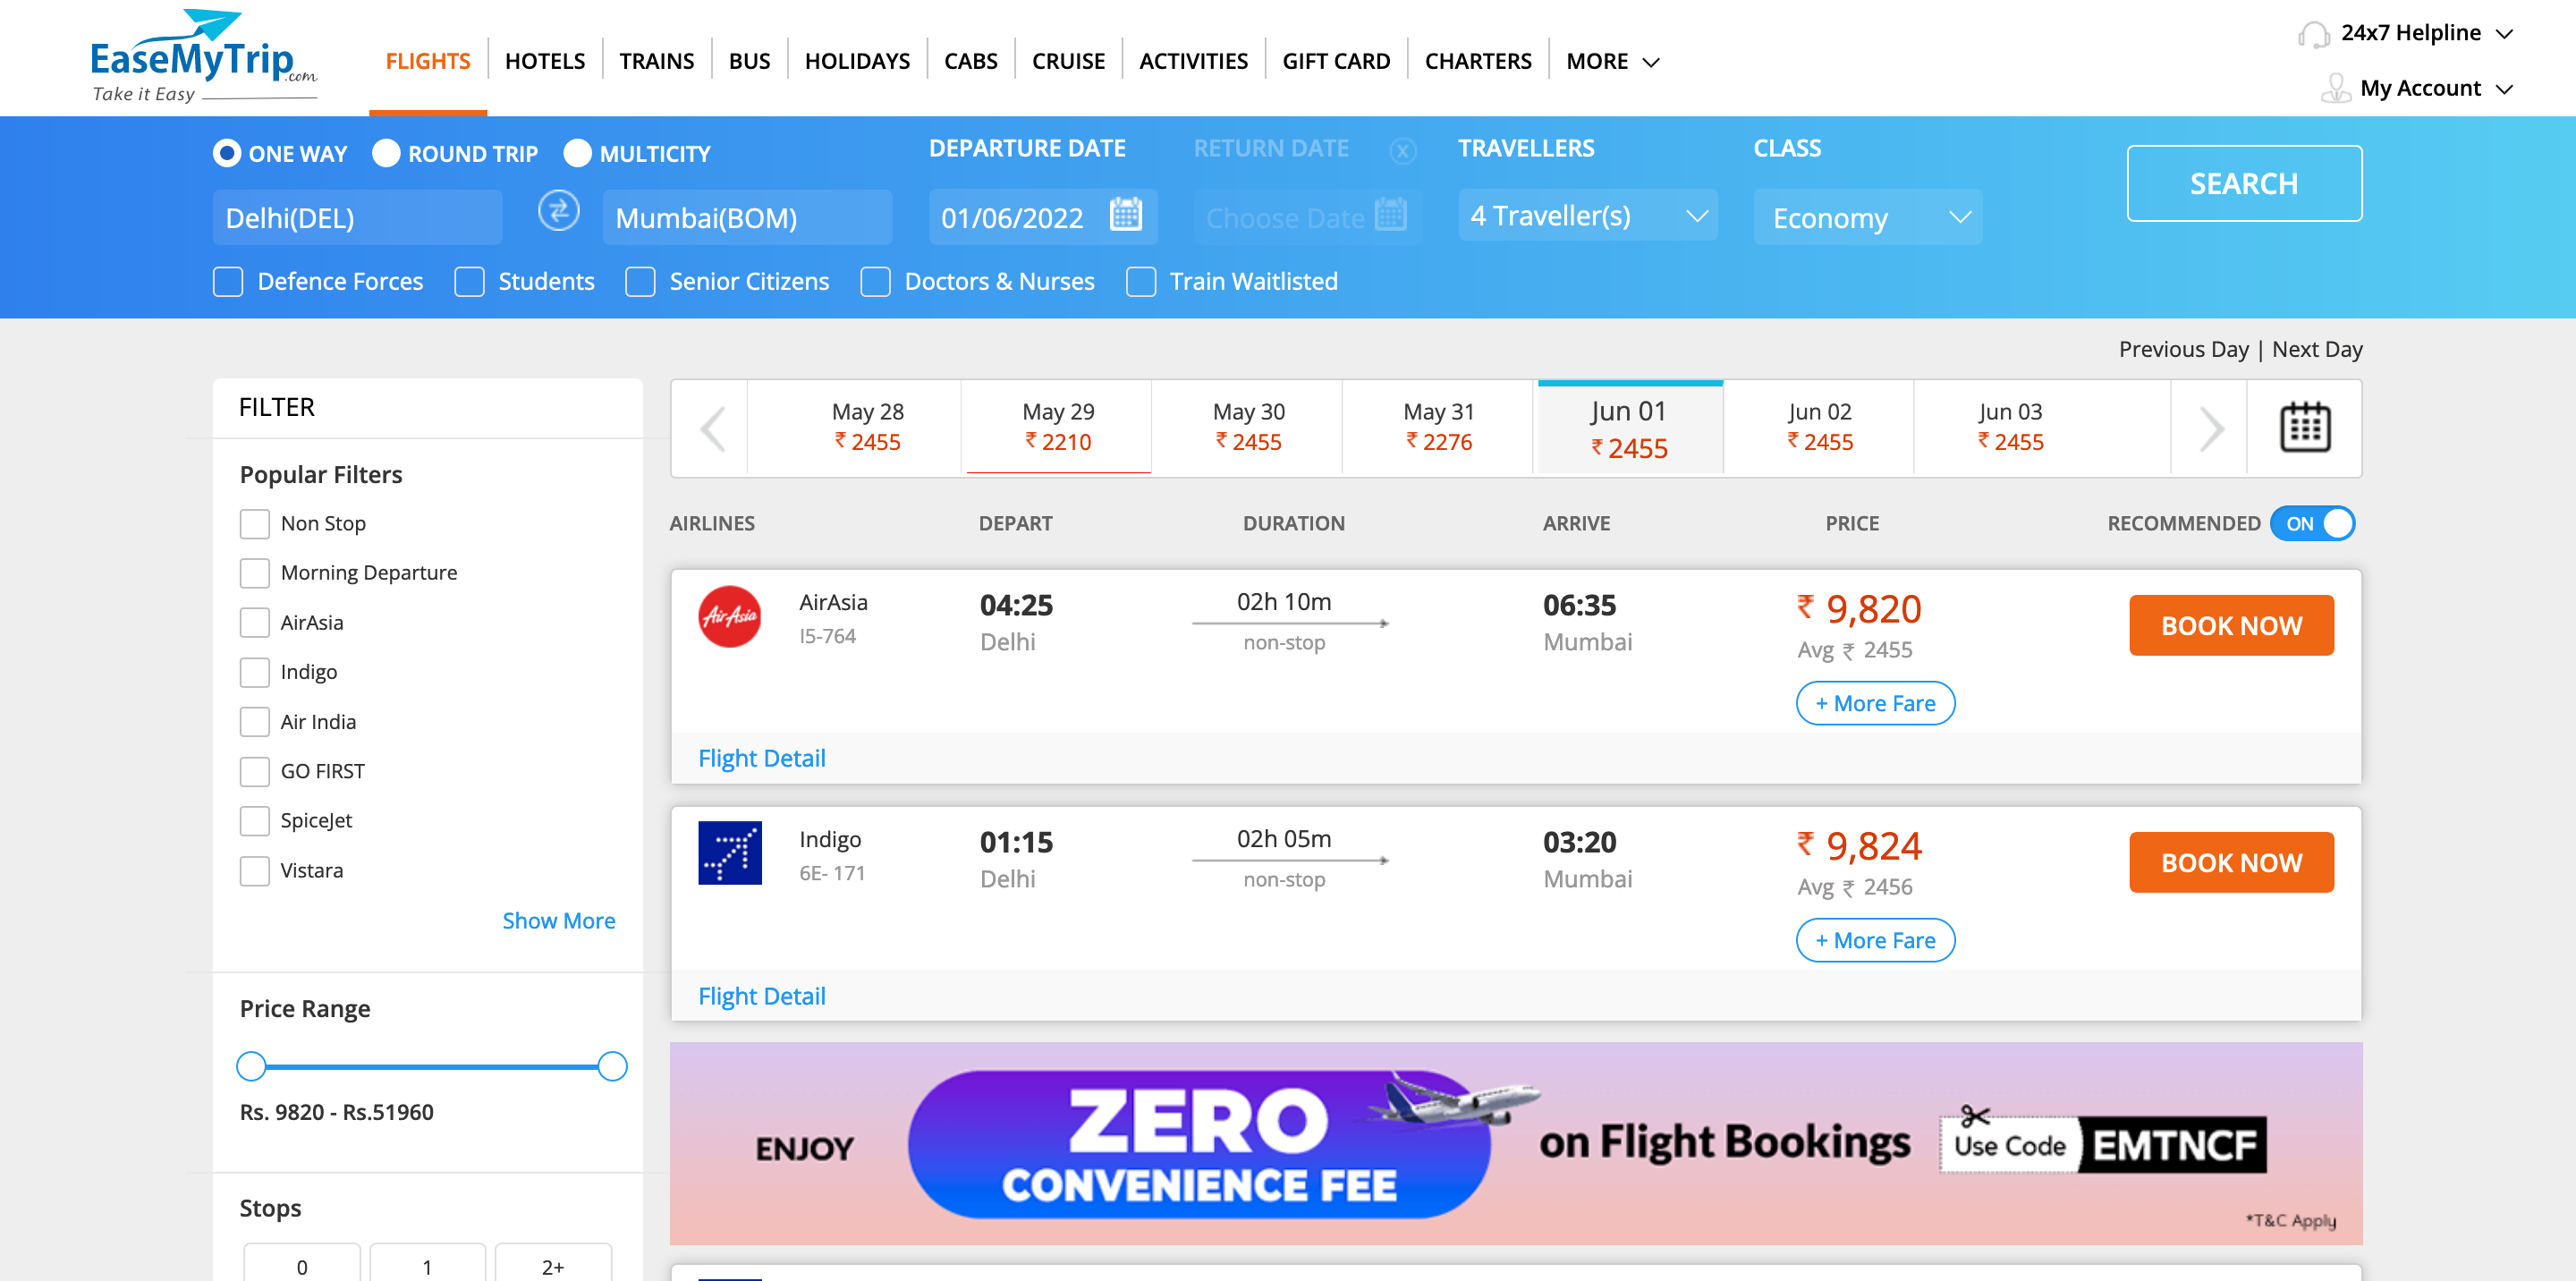 EaseMyTrip.com
Take it Easy
FLIGHTS HOTELS TRAINS BUS HOLIDAYS CABS CRUISE ACTIVITIES GIFT CARD CHARTERS MORE
24x7 Helpline
My Account
ONE WAY ROUND TRIP MULTICITY DEPARTURE DATE RETURN DATE X TRAVELLERS CLASS
Delhi(DEL) Mumbai(BOM) 01/06/2022 Choose Date 4 Traveller(s) Economy SEARCH
Defence Forces Students Senior Citizens Doctors & Nurses Train Waitlisted
Previous Day | Next Day
FILTER
Popular Filters
Non Stop
Morning Departure
AirAsia
Indigo
Air India
GO FIRST
SpiceJet
Vistara
Show More
Price Range
Rs. 9820 - Rs.51960
Stops
0 1 2+
May 28 May 29 May 30 May 31 Jun 01 Jun 02 Jun 03
₹ 2455 ₹ 2210 ₹ 2455 ₹ 2276 ₹ 2455 ₹ 2455 ₹ 2455
AIRLINES DEPART DURATION ARRIVE PRICE RECOMMENDED ON
AirAsia AirAsia 04:25 02h 10m 06:35 ₹ 9,820 BOOK NOW
I5-764 Delhi non-stop Mumbai Avg ₹ 2455
+ More Fare
Flight Detail
Indigo 01:15 02h 05m 03:20 ₹ 9,824 BOOK NOW
6E- 171 Delhi non-stop Mumbai Avg ₹ 2456
+ More Fare
Flight Detail
ENJOY ZERO CONVENIENCE FEE on Flight Bookings Use Code EMTNCF
*T&C Apply